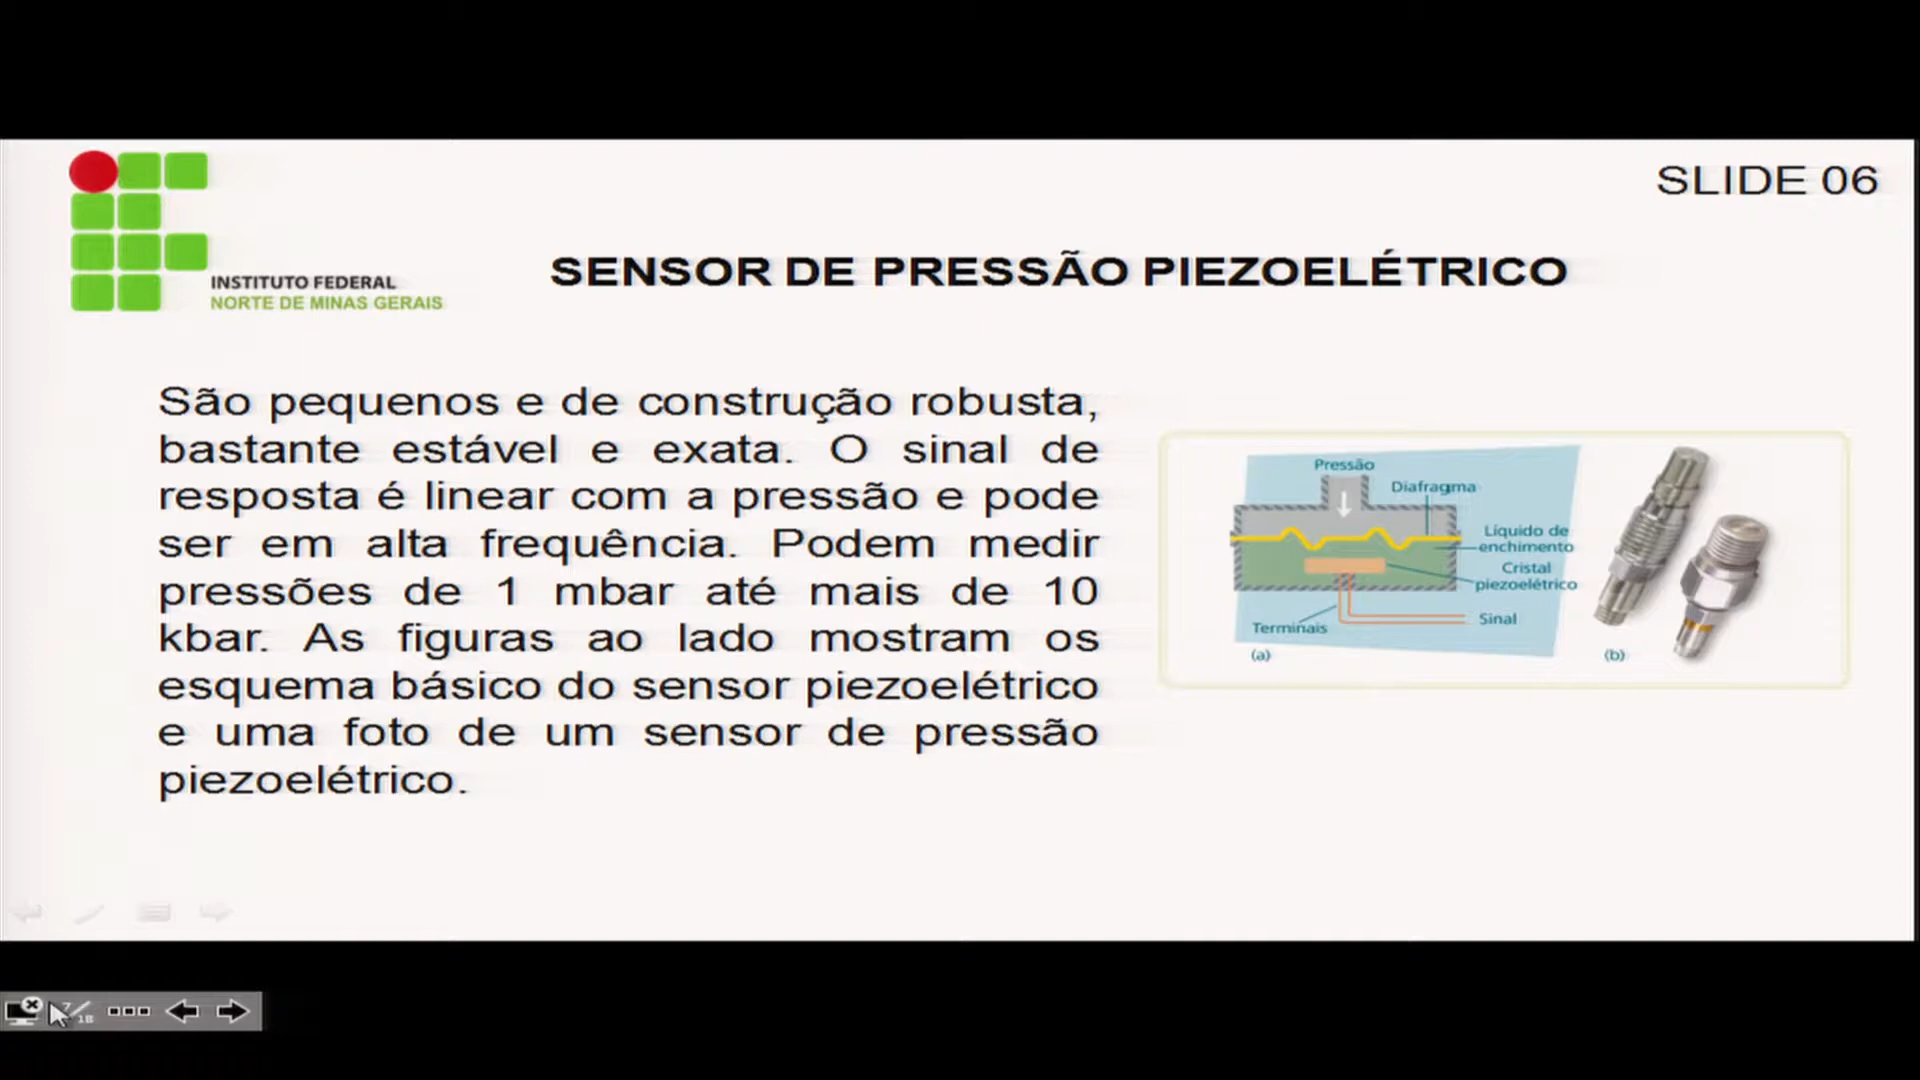 SLIDE 06
INSTITUTO FEDERAL
NORTE DE MINAS GERAIS
SENSOR DE PRESSÃO PIEZOELÉTRICO
São pequenos e de construção robusta,
bastante estável e exata. O sinal de
resposta é linear com a pressão e pode
ser em alta frequência. Podem medir
pressões de 1 mbar até mais de 10
kbar. As figuras ao lado mostram os
esquema básico do sensor piezoelétrico
e uma foto de um sensor de pressão
piezoelétrico.
Pressão
Diafragma
Líquido de
enchimento
Cristal
piezoelétrico
Sinal
Terminais
(a)
(b)
7/18